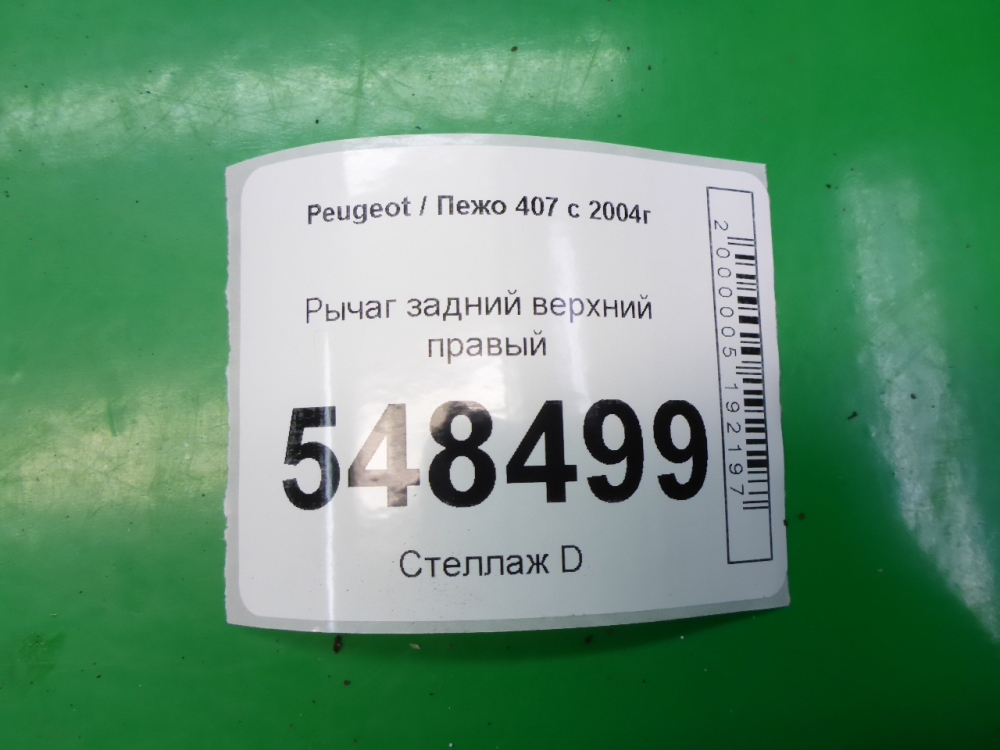 Peugeot / Пежо 407 с 2004г
Рычаг задний верхний
правый
548499
Стеллаж D
2000005192197